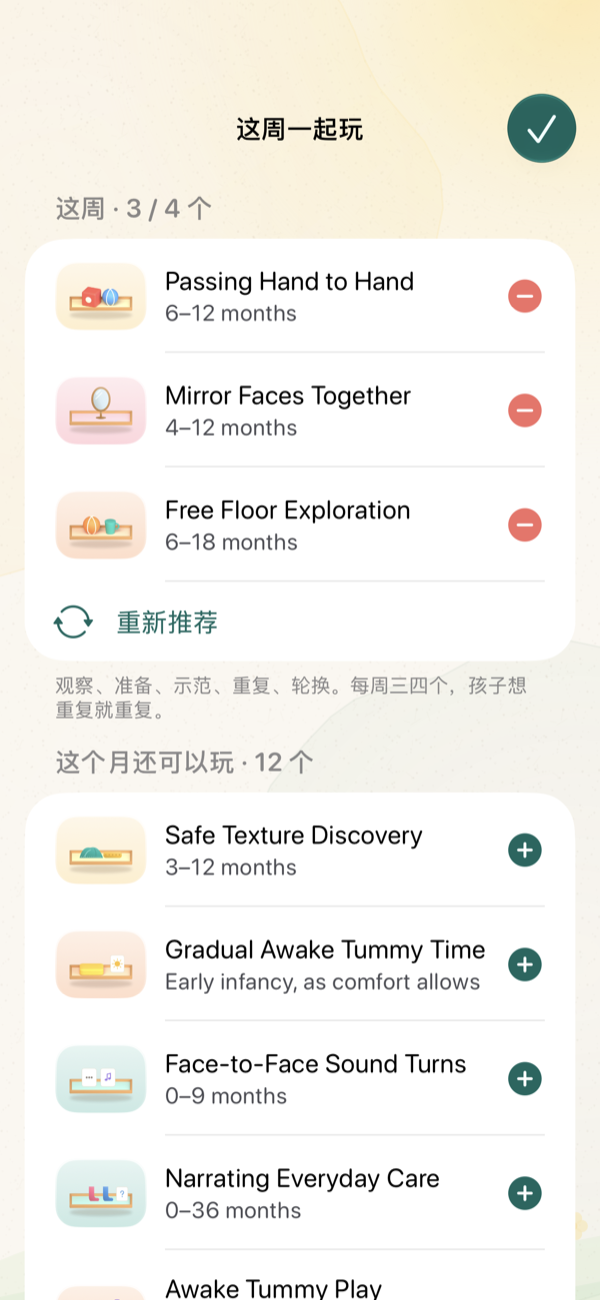 这周一起玩
这周 · 3 / 4 个
Passing Hand to Hand
6–12 months
Mirror Faces Together
4–12 months
Free Floor Exploration
6–18 months
重新推荐
观察、准备、示范、重复、轮换。每周三四个，孩子想
重复就重复。
这个月还可以玩 · 12 个
Safe Texture Discovery
3–12 months
Gradual Awake Tummy Time
Early infancy, as comfort allows
Face-to-Face Sound Turns
0–9 months
Narrating Everyday Care
0–36 months
Awake Tummy Play